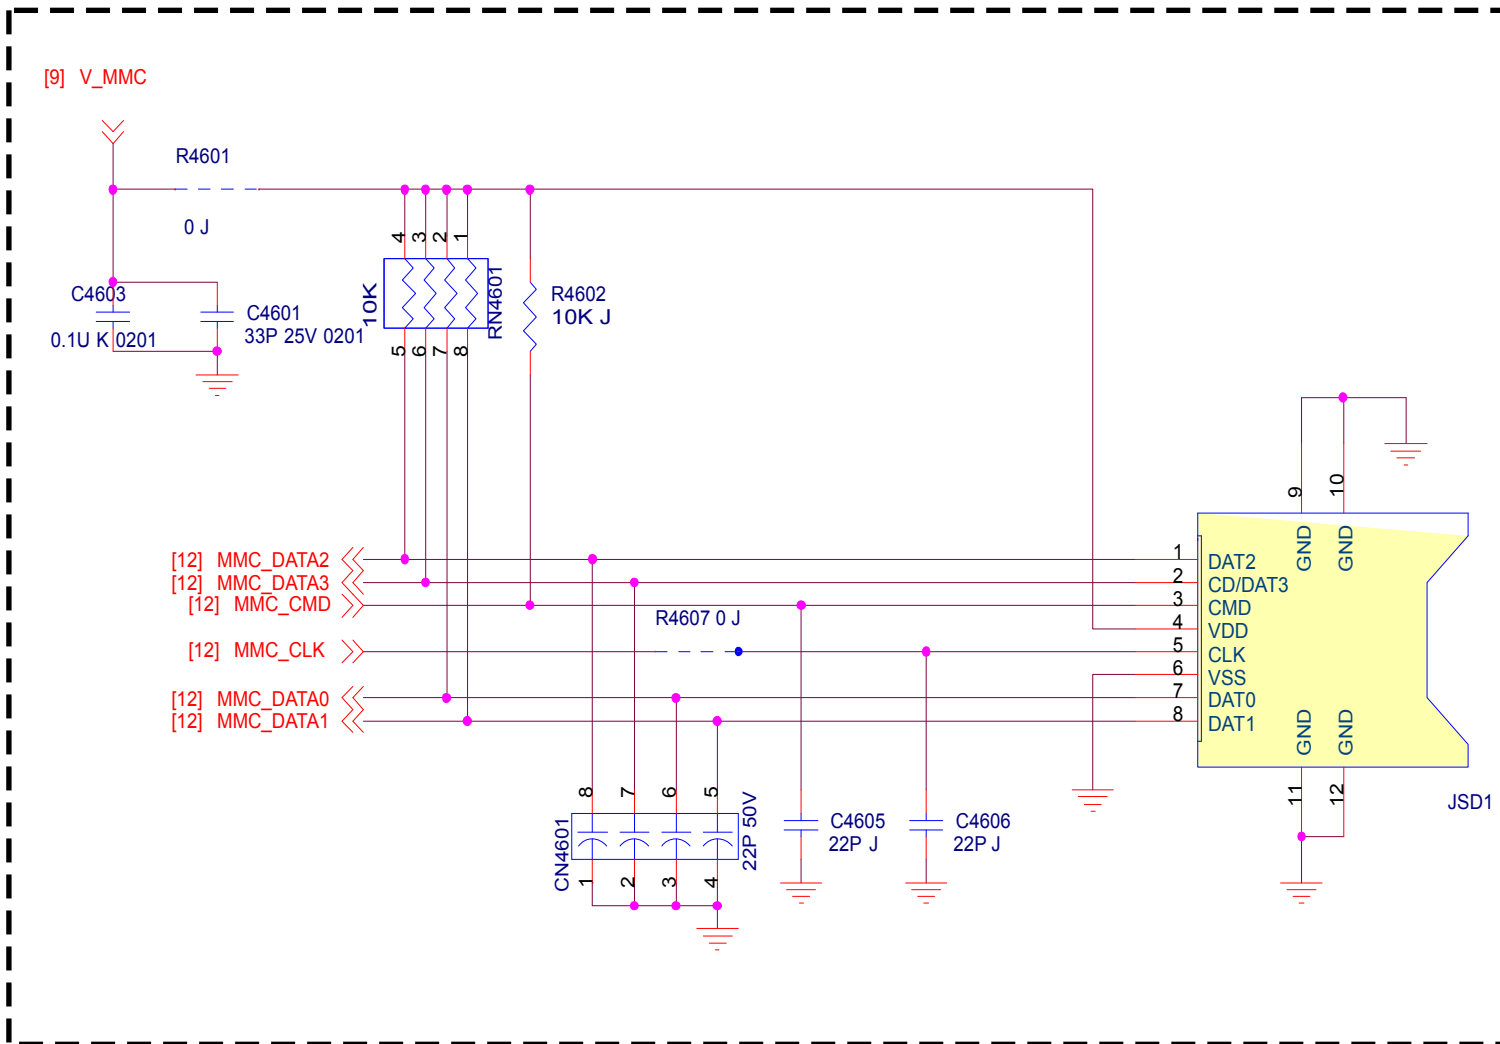 [9] V_MMC
R4601
0 J
4 3 2 1
10K
RN4601
5 6 7 8
R4602
10K J
C4603
0.1U K 0201
C4601
33P 25V 0201
9 10
GND GND
[12] MMC_DATA2
1 DAT2
[12] MMC_DATA3
2 CD/DAT3
[12] MMC_CMD
3 CMD
R4607 0 J
4 VDD
[12] MMC_CLK
5 CLK
6 VSS
[12] MMC_DATA0
7 DAT0
[12] MMC_DATA1
8 DAT1
GND GND
11 12
JSD1
8 7 6 5
CN4601
22P 50V
1 2 3 4
C4605
22P J
C4606
22P J